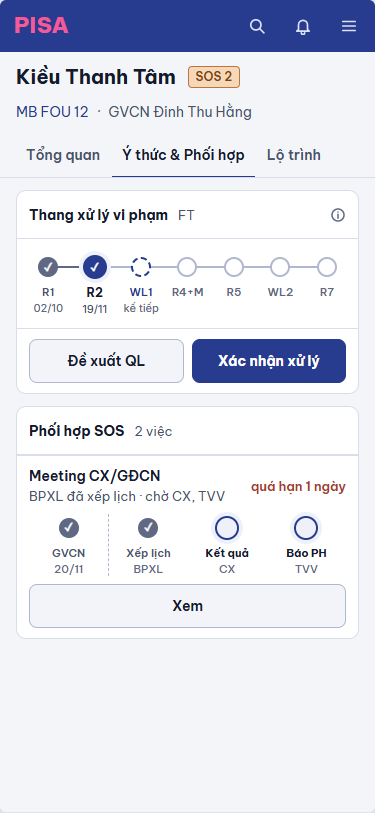 PISA
Kiều Thanh Tâm SOS 2
MB FOU 12 · GVCN Đinh Thu Hằng
Tổng quan Ý thức & Phối hợp Lộ trình
Thang xử lý vi phạm FT
R1 R2 WL1 R4+M R5 WL2 R7
02/10 19/11 kế tiếp
Đề xuất QL Xác nhận xử lý
Phối hợp SOS 2 việc
Meeting CX/GĐCN
quá hạn 1 ngày
BPXL đã xếp lịch · chờ CX, TVV
GVCN Xếp lịch Kết quả Báo PH
20/11 BPXL CX TVV
Xem